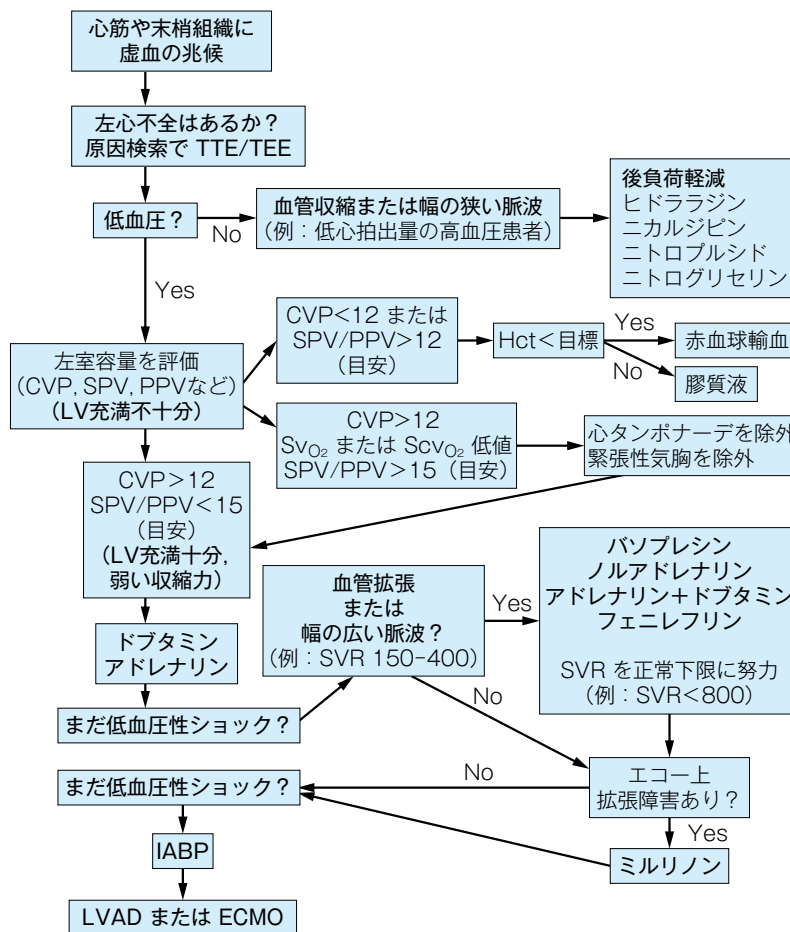 心筋や末梢組織に
虚血の兆候
左心不全はあるか?
原因検索で TTE/TEE
低血圧?
No
血管収縮または幅の狭い脈波
(例:低心拍出量の高血圧患者)
後負荷軽減
ヒドララジン
ニカルジピン
ニトロプルシド
ニトログリセリン
Yes
左室容量を評価
(CVP, SPV, PPVなど)
(LV充満不十分)
CVP<12 または
SPV/PPV>12
(目安)
Hct<目標
Yes
赤血球輸血
No
膠質液
CVP>12
SvO₂ または ScvO₂ 低値
SPV/PPV>15(目安)
心タンポナーデを除外
緊張性気胸を除外
CVP>12
SPV/PPV<15
(目安)
(LV充満十分,
弱い収縮力)
ドブタミン
アドレナリン
まだ低血圧性ショック?
血管拡張
または
幅の広い脈波?
(例:SVR 150-400)
Yes
バソプレシン
ノルアドレナリン
アドレナリン+ドブタミン
フェニレフリン
SVR を正常下限に努力
(例:SVR<800)
No
エコー上
拡張障害あり?
No
Yes
ミルリノン
まだ低血圧性ショック?
IABP
LVAD または ECMO